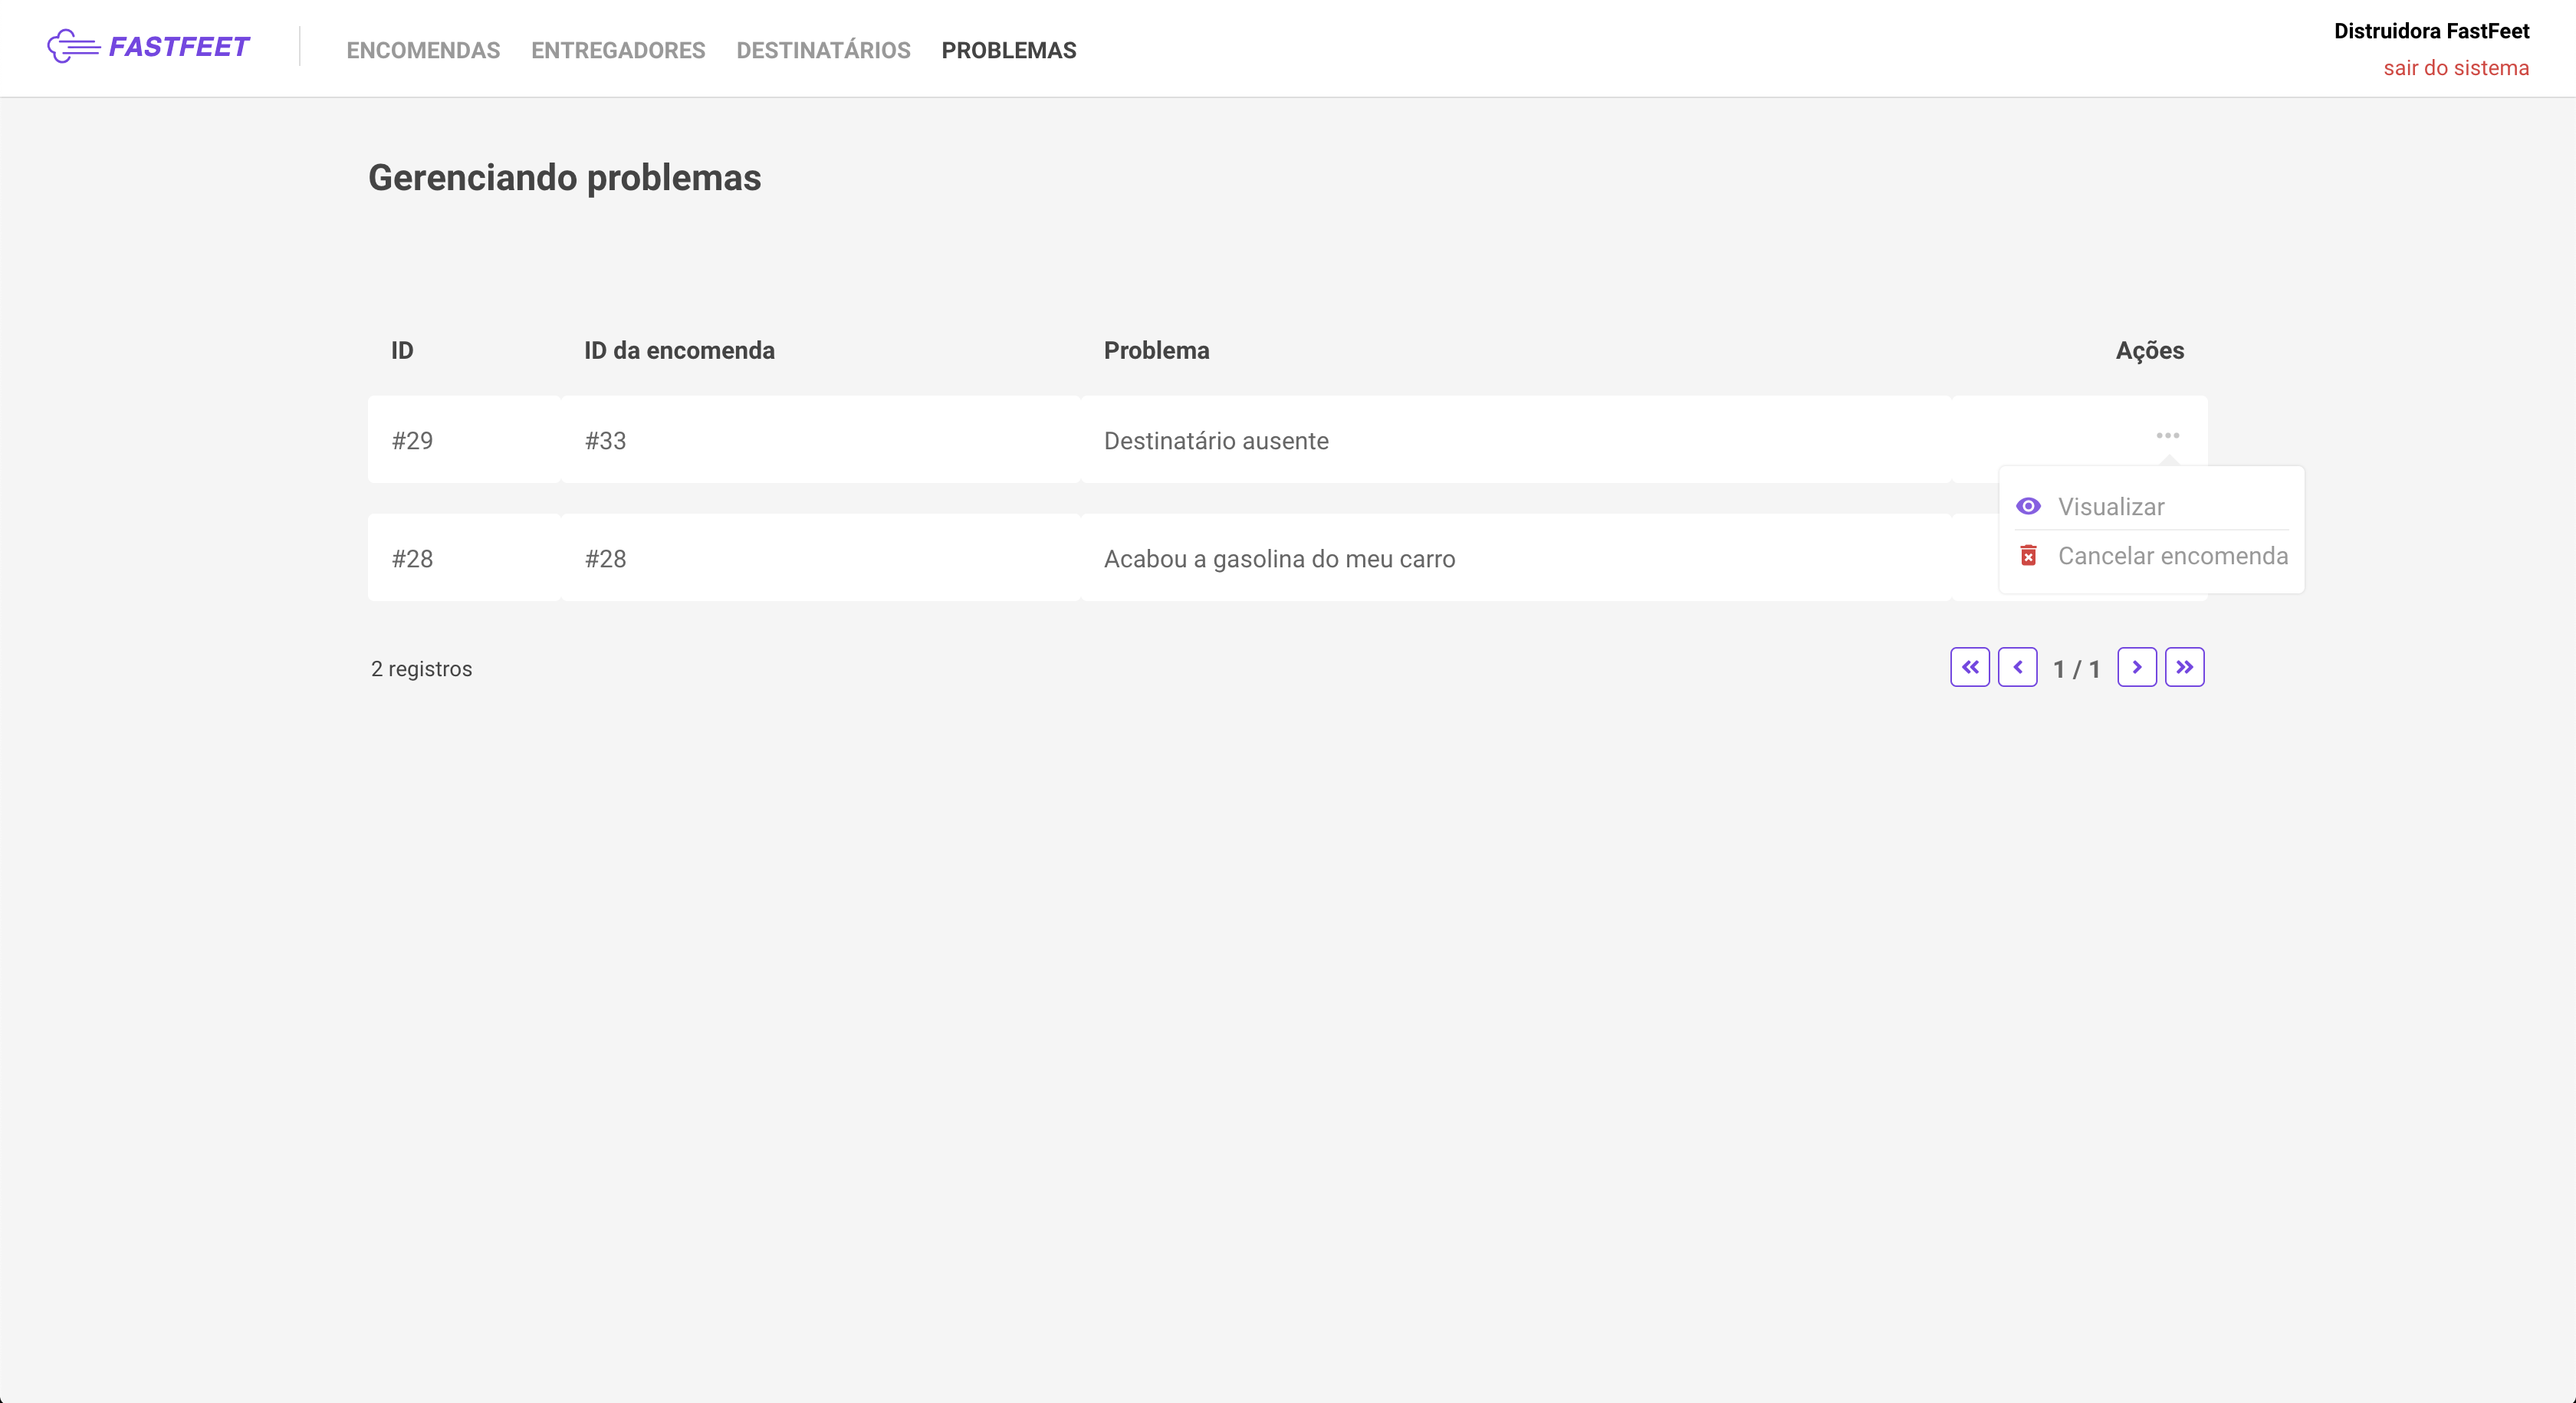 FASTFEET ENCOMENDAS ENTREGADORES DESTINATÁRIOS PROBLEMAS Distruidora FastFeet
sair do sistema
Gerenciando problemas
ID ID da encomenda Problema Ações
#29 #33 Destinatário ausente
Visualizar
Cancelar encomenda
#28 #28 Acabou a gasolina do meu carro
2 registros 1 / 1